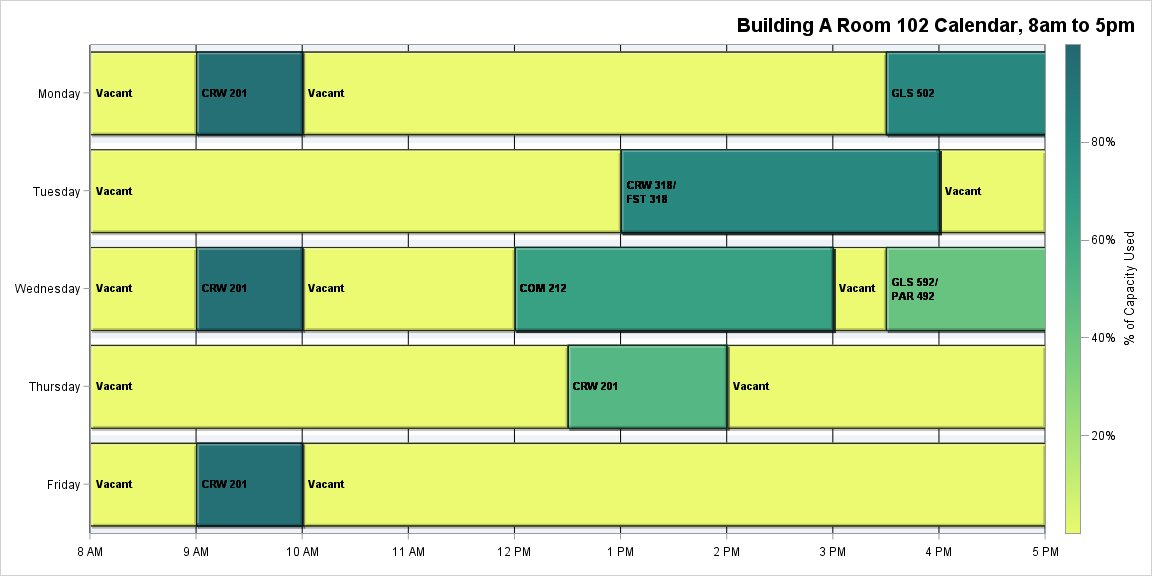 Building A Room 102 Calendar, 8am to 5pm
Monday
Vacant
CRW 201
Vacant
GLS 502
Tuesday
Vacant
CRW 318/
FST 318
Vacant
Wednesday
Vacant
CRW 201
Vacant
COM 212
Vacant
GLS 592/
PAR 492
Thursday
Vacant
CRW 201
Vacant
Friday
Vacant
CRW 201
Vacant
8 AM
9 AM
10 AM
11 AM
12 PM
1 PM
2 PM
3 PM
4 PM
5 PM
80%
60%
40%
20%
% of Capacity Used